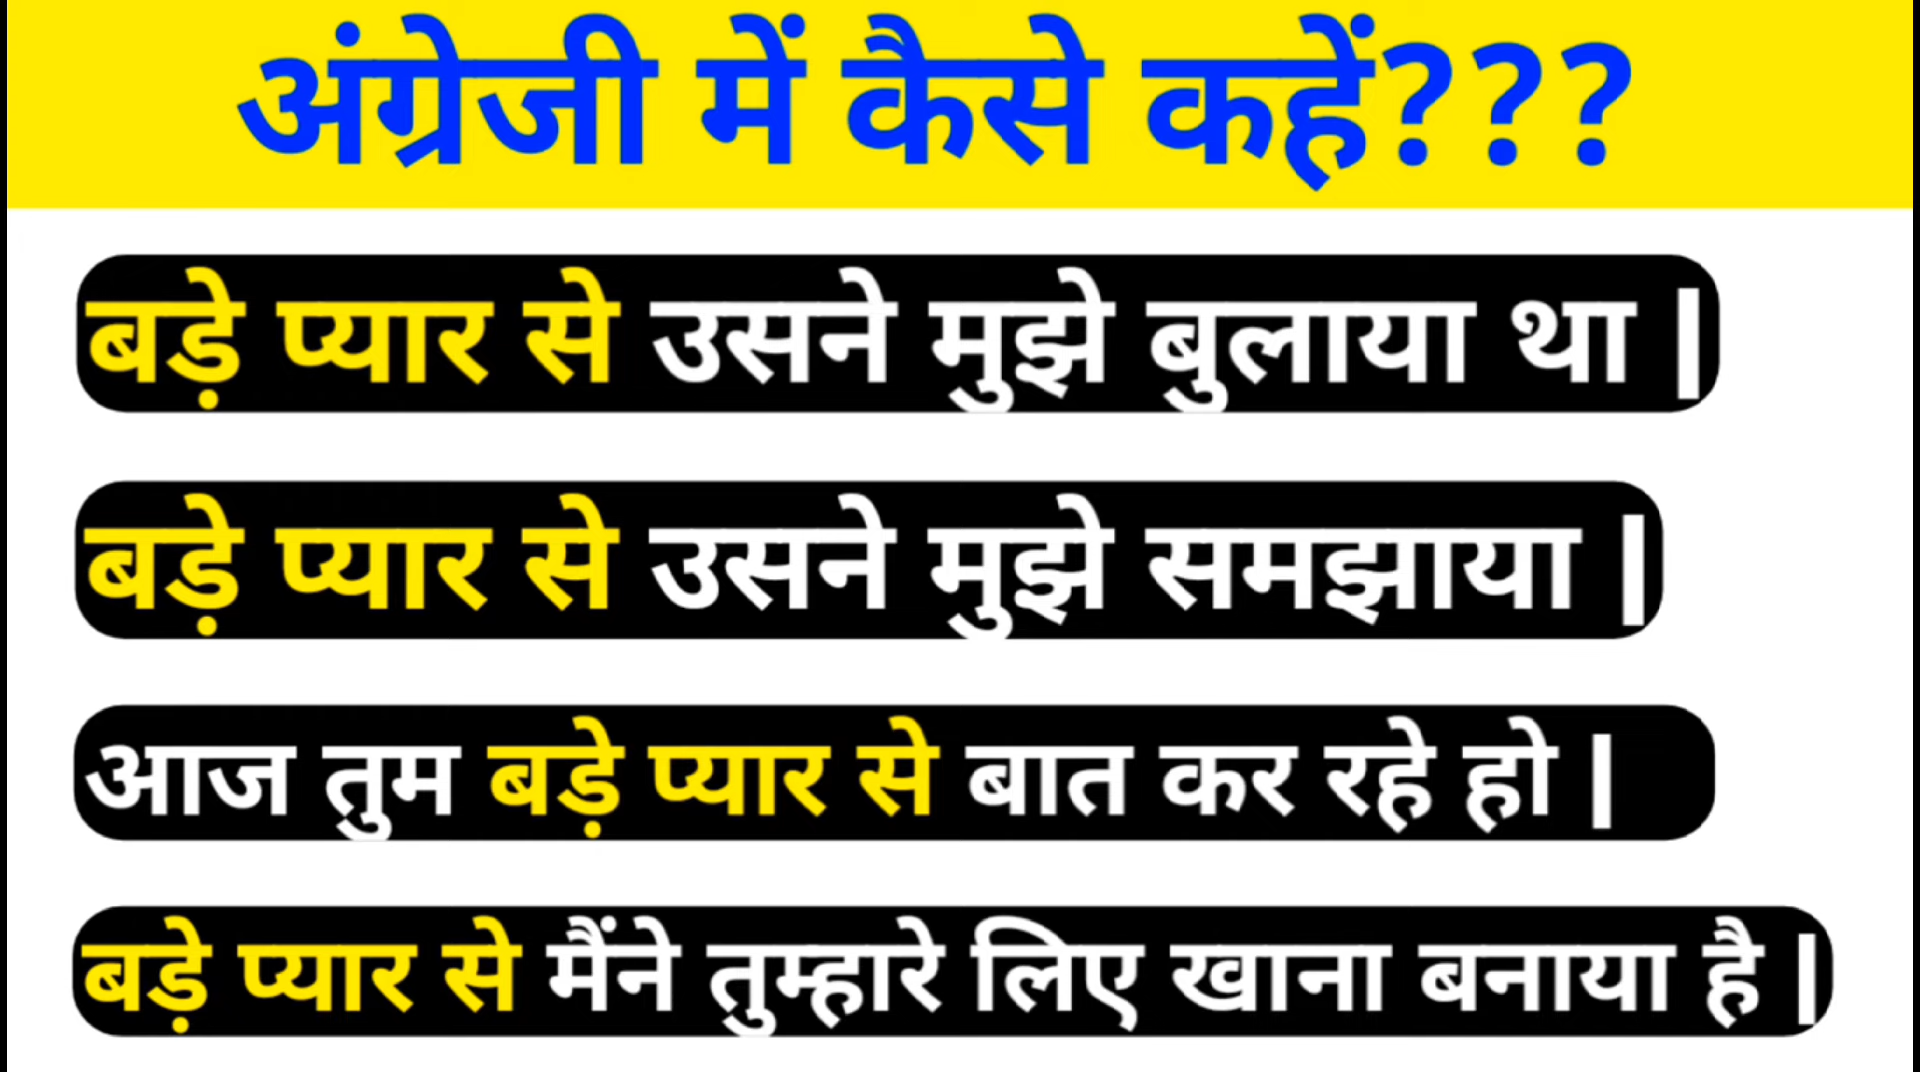 अंग्रेजी में कैसे कहें???
बड़े प्यार से उसने मुझे बुलाया था |
बड़े प्यार से उसने मुझे समझाया |
आज तुम बड़े प्यार से बात कर रहे हो |
बड़े प्यार से मैंने तुम्हारे लिए खाना बनाया है |